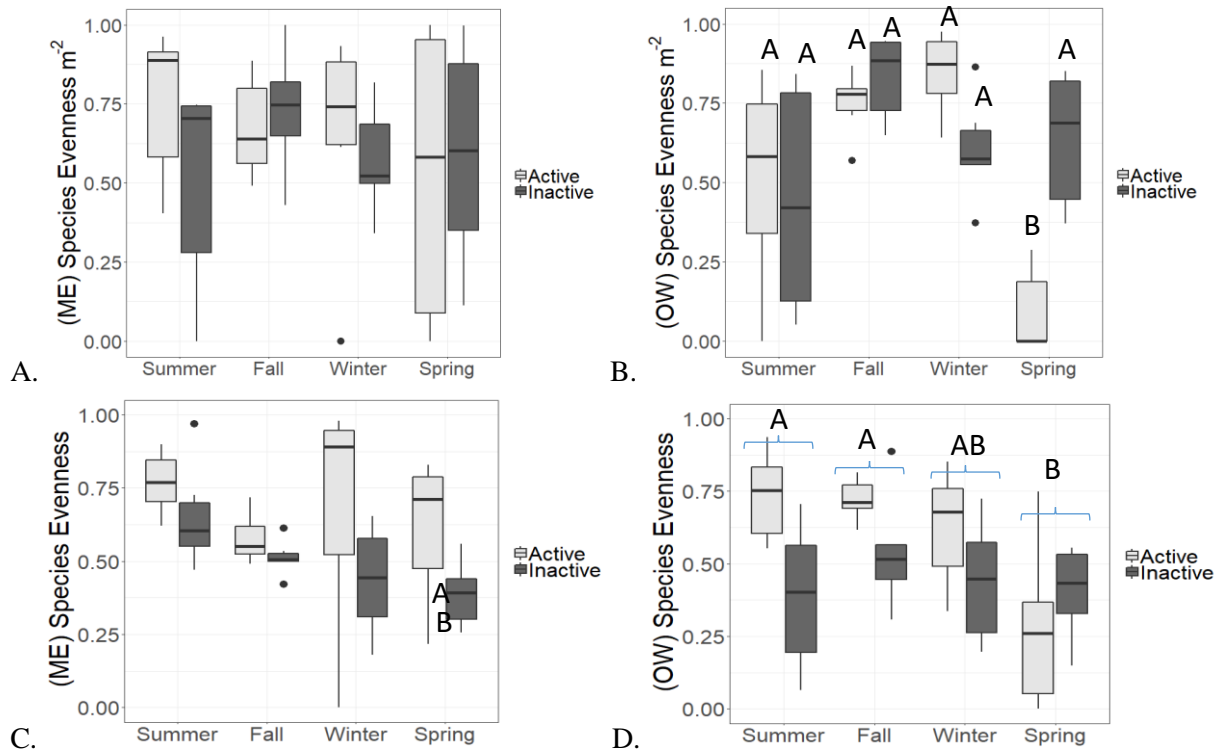 (ME) Species Evenness m-2
1.00
0.75
0.50
0.25
0.00
Summer Fall Winter Spring
Active
Inactive
A.
(OW) Species Evenness m-2
1.00
0.75
0.50
0.25
0.00
A A A A A A B A
Summer Fall Winter Spring
Active
Inactive
B.
(ME) Species Evenness
1.00
0.75
0.50
0.25
0.00
A
B
Summer Fall Winter Spring
Active
Inactive
C.
(OW) Species Evenness
1.00
0.75
0.50
0.25
0.00
A A AB B
Summer Fall Winter Spring
Active
Inactive
D.